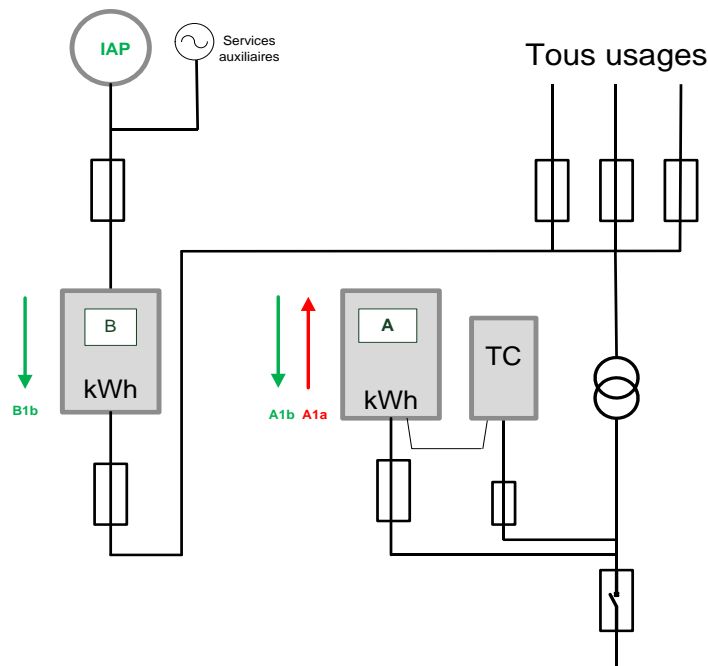 IAP
Services
auxiliaires
Tous usages
B
kWh
B1b
A
kWh
A1b A1a
TC